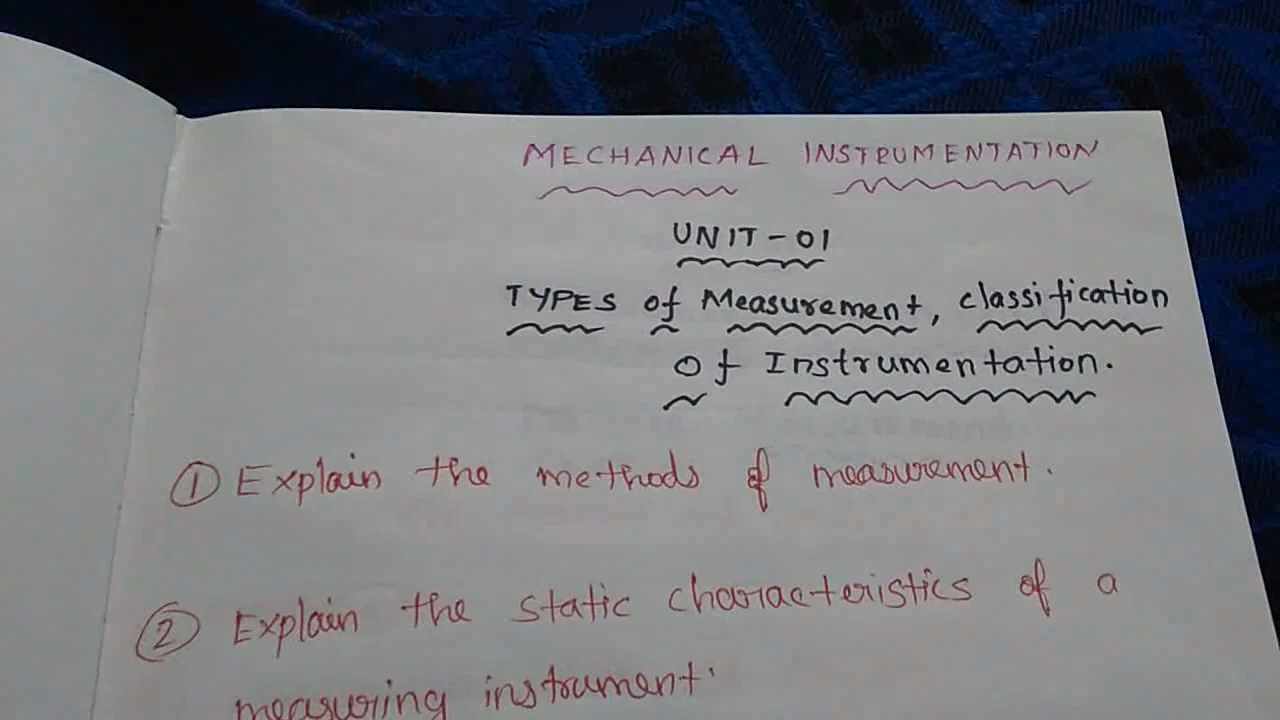 MECHANICAL INSTRUMENTATION
UNIT-01
TYPES of Measurement, classification
of Instrumentation.
① Explain the methods of measurement.
② Explain the static characteristics of a
measuring instrument.